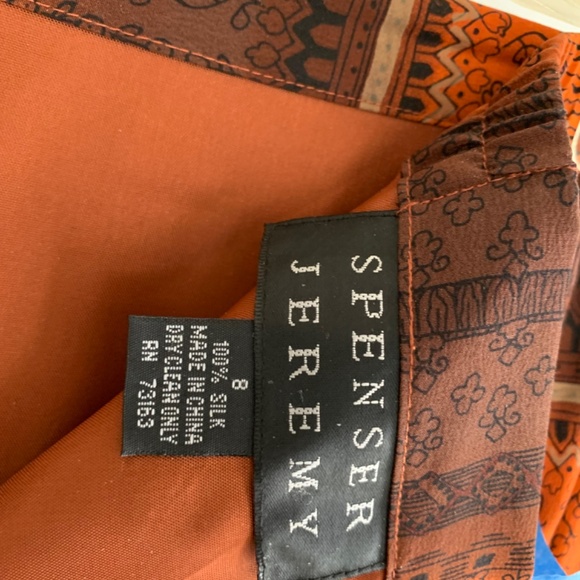 SPENSER
JEREMY
8
100% SILK
MADE IN CHINA
DRY CLEAN ONLY
RN 73163